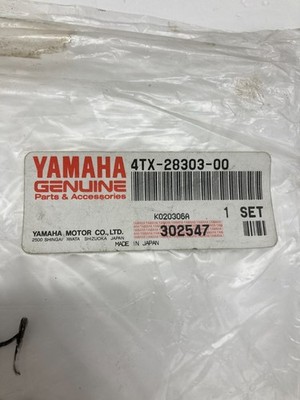 YAMAHA 4TX-28303-00
GENUINE
Parts & Accessories
K020306A 1 SET
302547
YAMAHA MOTOR CO., LTD.
2500 SHINGAI IWATA SHIZUOKA JAPAN
MADE IN JAPAN